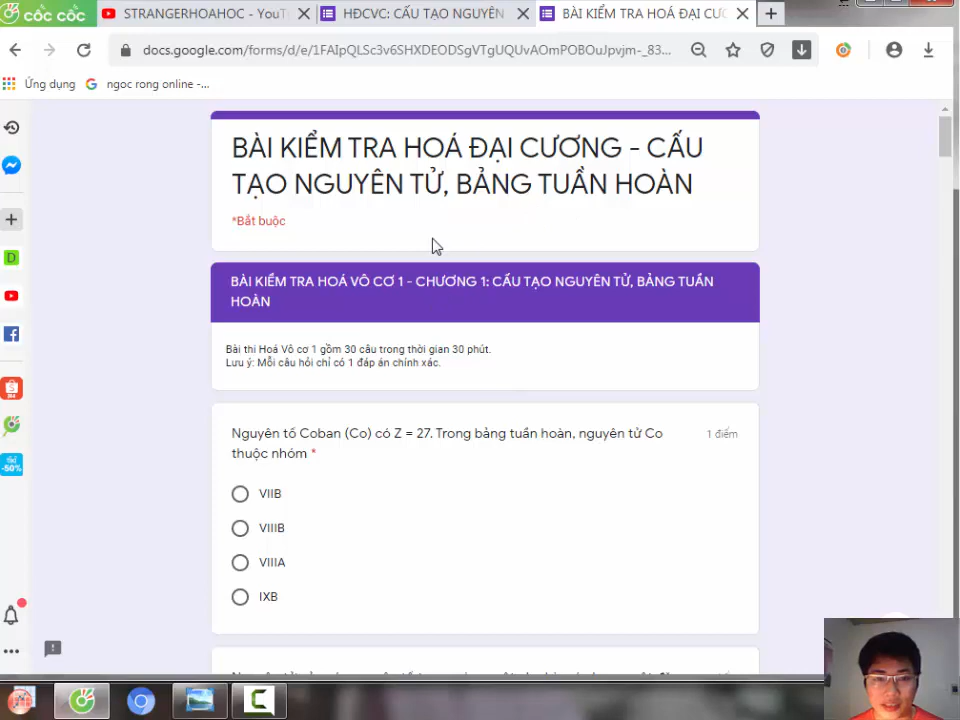 cốc cốc
STRANGERHOAHOC - YouT
HĐCVC: CẤU TẠO NGUYÊN
BÀI KIỂM TRA HOÁ ĐẠI CƯƠ
docs.google.com/forms/d/e/1FAIpQLSc3v6SHXDEODSgVTgUQUvAOmPOBOuJpvjm-_83...
Ứng dụng
ngoc rong online -...
BÀI KIỂM TRA HOÁ ĐẠI CƯƠNG - CẤU
TẠO NGUYÊN TỬ, BẢNG TUẦN HOÀN
*Bắt buộc
BÀI KIỂM TRA HOÁ VÔ CƠ 1 - CHƯƠNG 1: CẤU TẠO NGUYÊN TỬ, BẢNG TUẦN
HOÀN
Bài thi Hoá Vô cơ 1 gồm 30 câu trong thời gian 30 phút.
Lưu ý: Mỗi câu hỏi chỉ có 1 đáp án chính xác.
Nguyên tố Coban (Co) có Z = 27. Trong bảng tuần hoàn, nguyên tử Co
thuộc nhóm *
1 điểm
VIIB
VIIIB
VIIIA
IXB
D
-50%